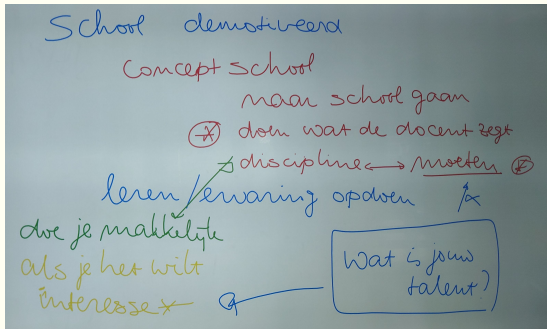 School demotiveerd
concept school
naar school gaan
doen wat de docent zegt
discipline ↔ moeten
leren / ervaring opdoen
doe je makkelijk
als je het wilt
interesse
Wat is jouw
talent?